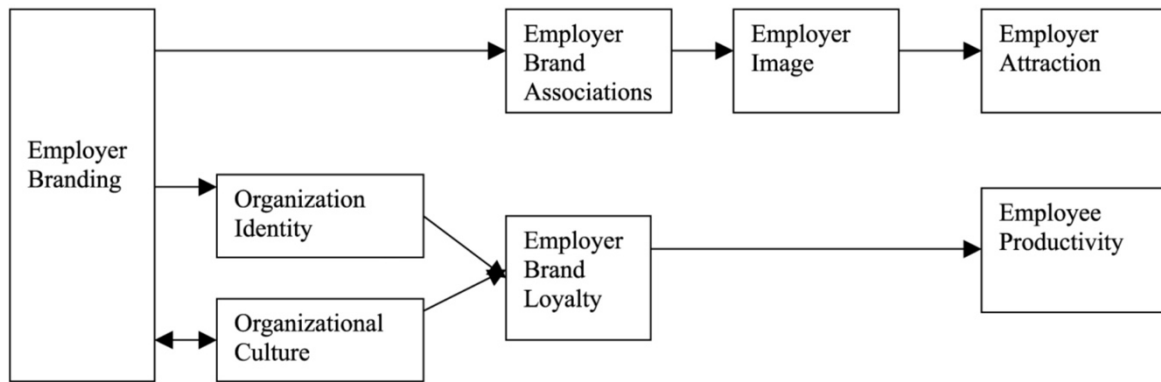 Employer
Branding
Employer
Brand
Associations
Employer
Image
Employer
Attraction
Organization
Identity
Organizational
Culture
Employer
Brand
Loyalty
Employee
Productivity